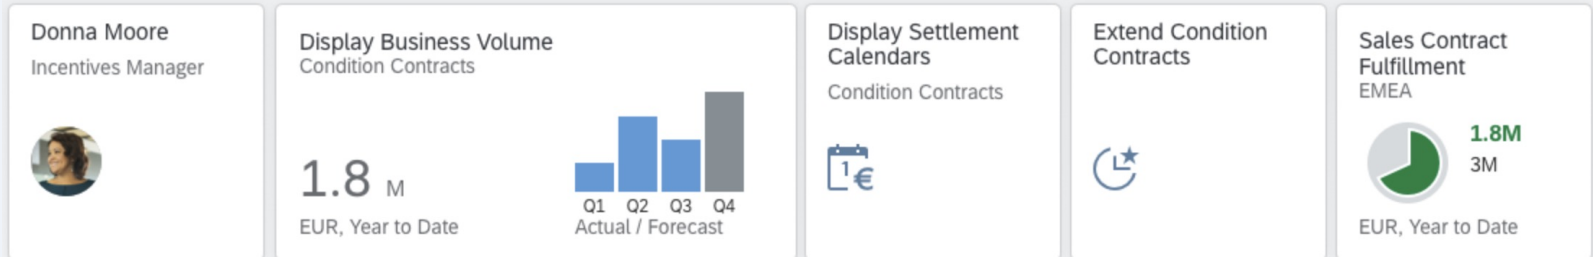 Donna Moore
Incentives Manager
Display Business Volume
Condition Contracts
1.8 M
EUR, Year to Date
Q1 Q2 Q3 Q4
Actual / Forecast
Display Settlement
Calendars
Condition Contracts
1 €
Extend Condition
Contracts
Sales Contract
Fulfillment
EMEA
1.8M
3M
EUR, Year to Date